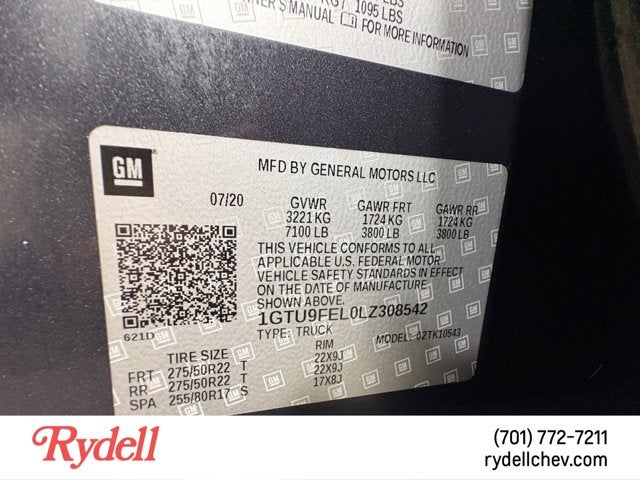 1095 LBS
NER'S MANUAL FOR MORE INFORMATION
GM
MFD BY GENERAL MOTORS LLC
07/20 GVWR GAWR FRT GAWR RR
3221 KG 1724 KG 1724 KG
7100 LB 3800 LB 3800 LB
THIS VEHICLE CONFORMS TO ALL
APPLICABLE U.S. FEDERAL MOTOR
VEHICLE SAFETY STANDARDS IN EFFECT
ON THE DATE OF MANUFACTURE
SHOWN ABOVE.
621D 1GTU9FEL0LZ308542
TYPE: TRUCK MODEL: 02TK10543
TIRE SIZE RIM
FRT 275/50R22 T 22X9J
RR 275/50R22 T 22X9J
SPA 255/80R17 S 17X8J
Rydell
(701) 772-7211
rydellchev.com